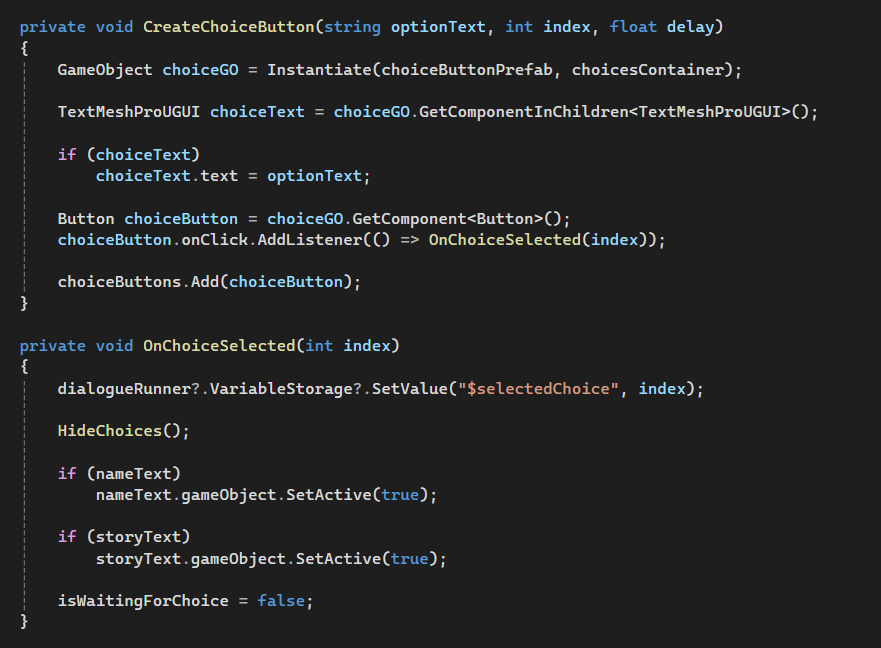 private void CreateChoiceButton(string optionText, int index, float delay)
{
    GameObject choiceGO = Instantiate(choiceButtonPrefab, choicesContainer);
    TextMeshProUGUI choiceText = choiceGO.GetComponentInChildren<TextMeshProUGUI>();
    if (choiceText)
        choiceText.text = optionText;
    Button choiceButton = choiceGO.GetComponent<Button>();
    choiceButton.onClick.AddListener(() => OnChoiceSelected(index));
    choiceButtons.Add(choiceButton);
}
private void OnChoiceSelected(int index)
{
    dialogueRunner?.VariableStorage?.SetValue("$selectedChoice", index);
    HideChoices();
    if (nameText)
        nameText.gameObject.SetActive(true);
    if (storyText)
        storyText.gameObject.SetActive(true);
    isWaitingForChoice = false;
}